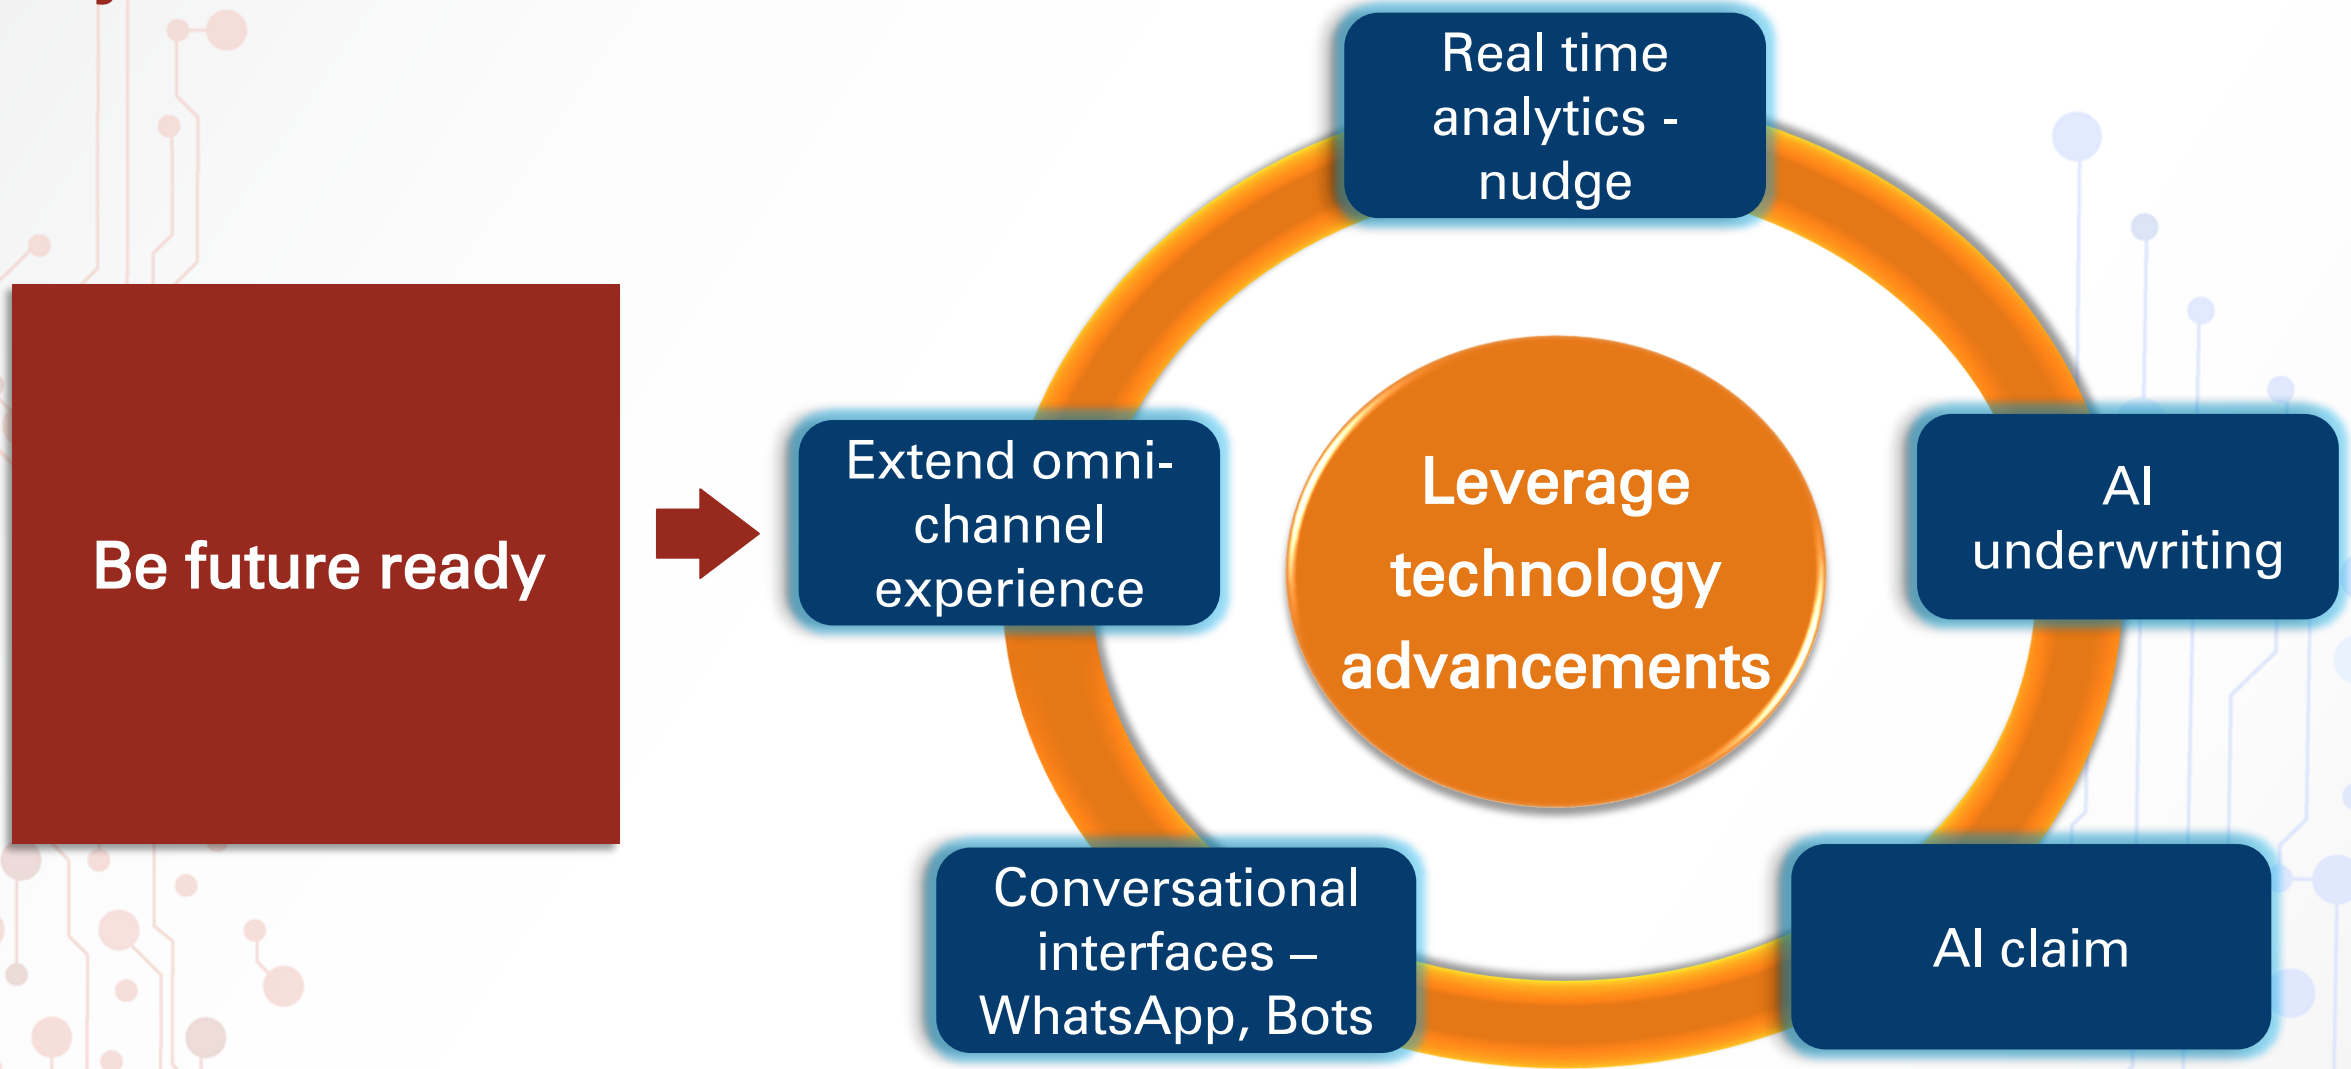 Be future ready
Real time
analytics -
nudge
Extend omni-
channel
experience
Leverage
technology
advancements
AI
underwriting
Conversational
interfaces –
WhatsApp, Bots
AI claim